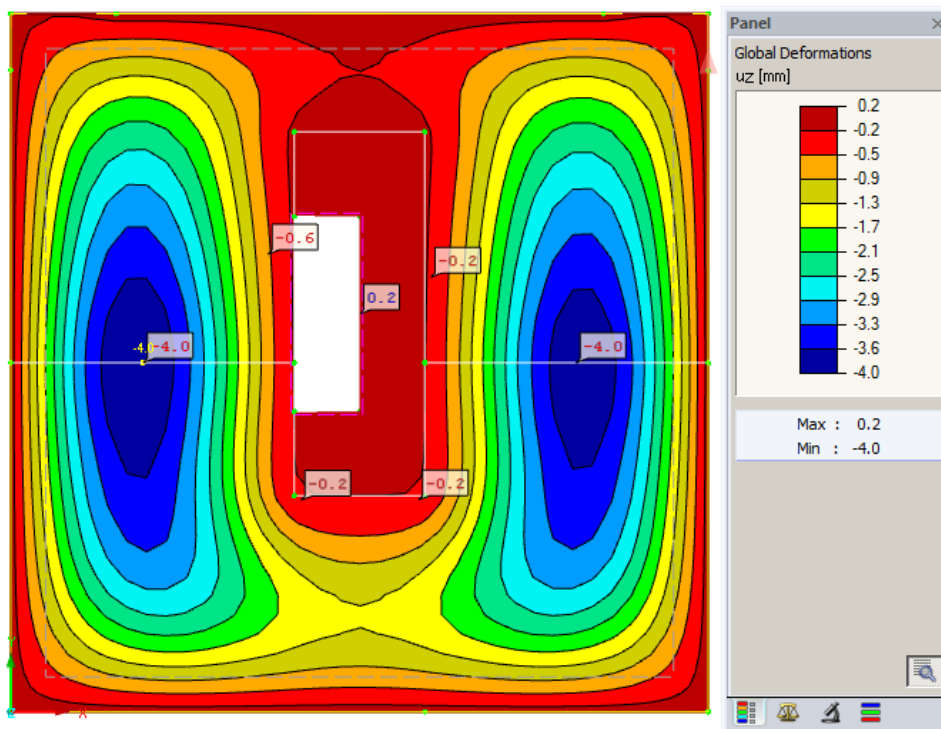 Panel
Global Deformations
uz [mm]
0.2
-0.2
-0.5
-0.9
-1.3
-1.7
-2.1
-2.5
-2.9
-3.3
-3.6
-4.0
Max : 0.2
Min : -4.0
-0.6
-0.2
0.2
-4.0
-4.0
-4.0
-0.2
-0.2
Y
Z
X